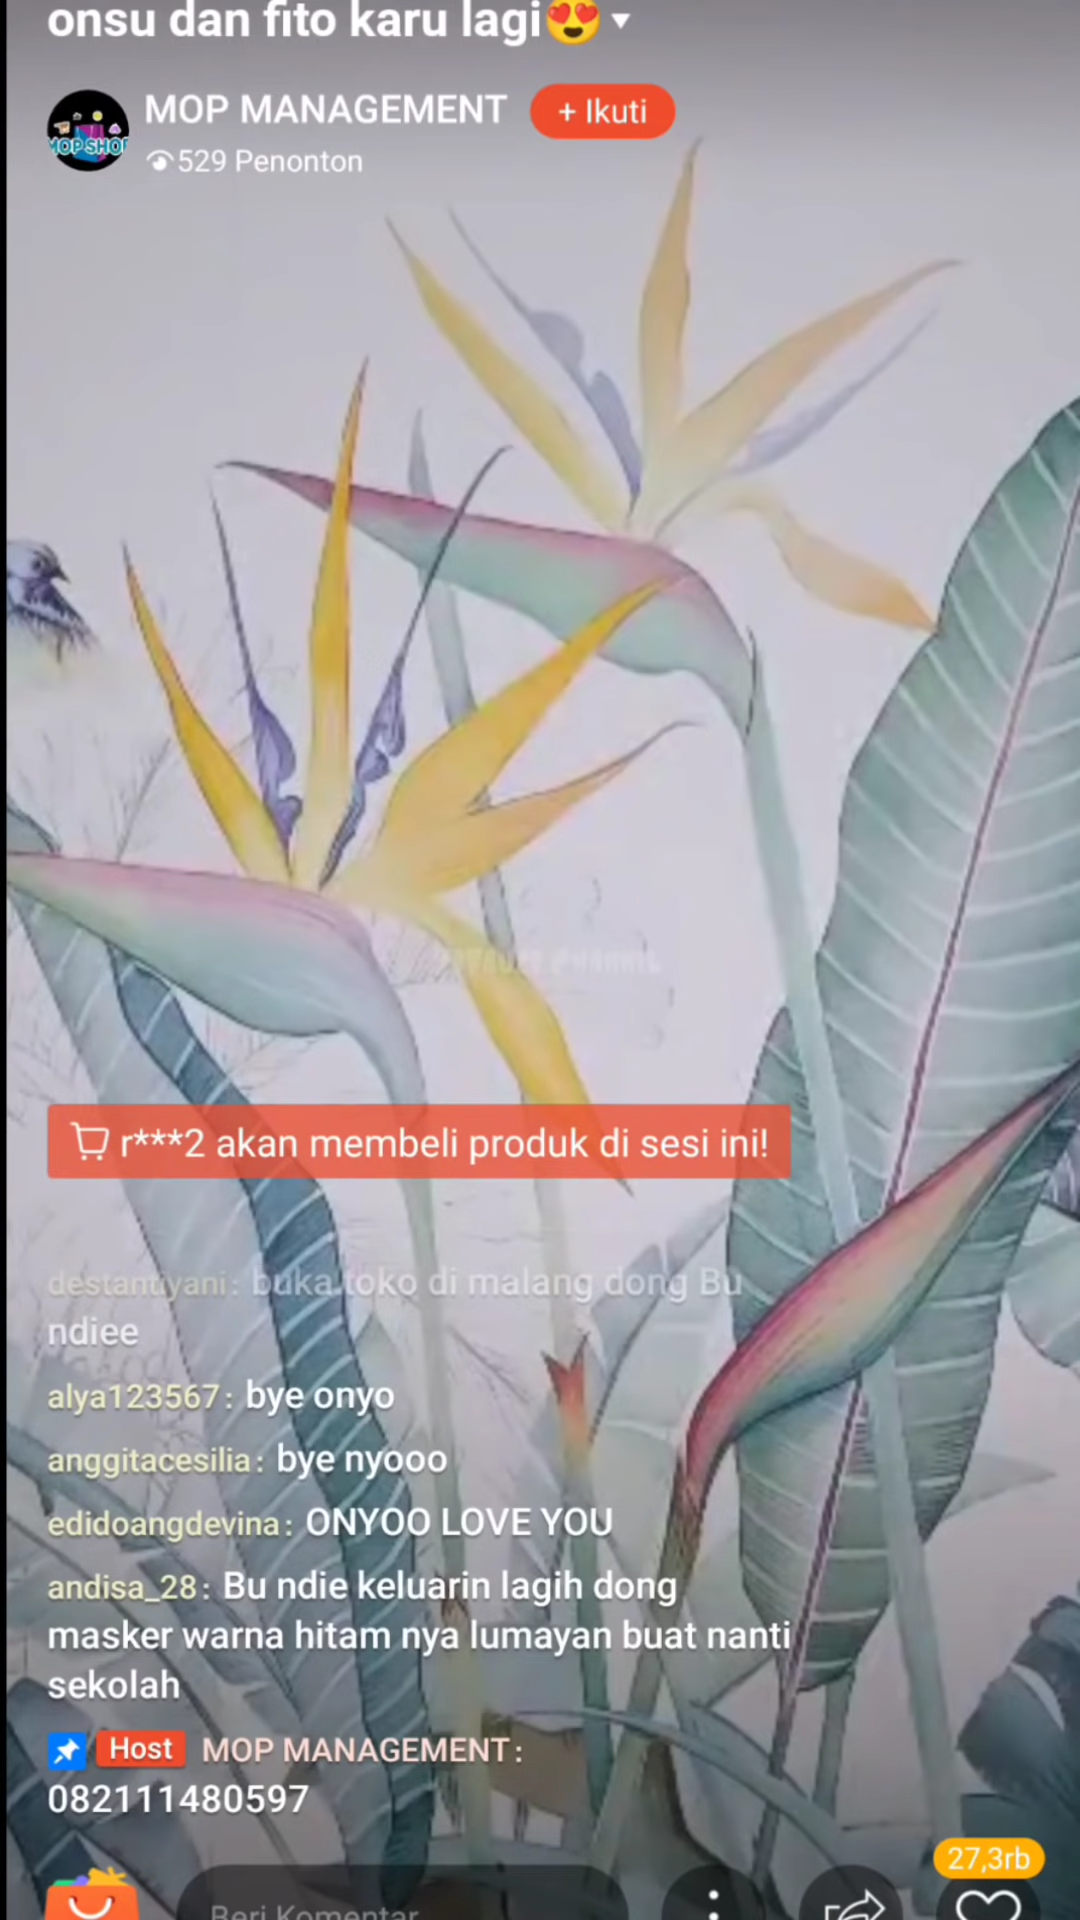 onsu dan fito karu lagi😍▼
MOP MANAGEMENT
+ Ikuti
MOP SHOP
529 Penonton
r***2 akan membeli produk di sesi ini!
destantiyani: buka toko di malang dong Bu
ndiee
alya123567: bye onyo
anggitacesilia: bye nyooo
edidoangdevina: ONYOO LOVE YOU
andisa_28: Bu ndie keluarin lagih dong
masker warna hitam nya lumayan buat nanti
sekolah
Host MOP MANAGEMENT:
082111480597
27,3rb
Beri Komentar